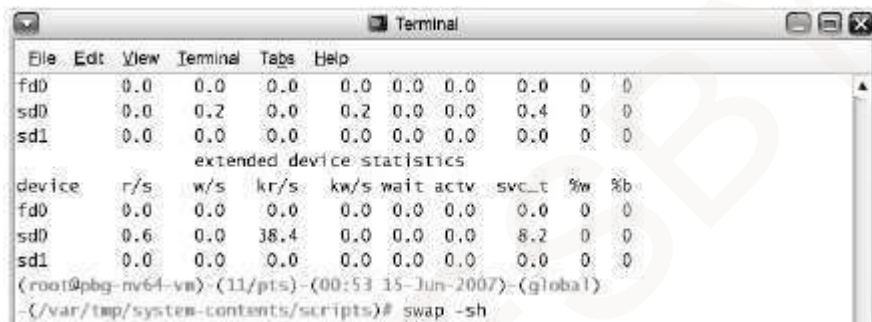 Terminal
File Edit View Terminal Tabs Help
fd0 0.0 0.0 0.0 0.0 0.0 0.0 0.0 0 0
sd0 0.0 0.2 0.0 0.2 0.0 0.0 0.4 0 0
sd1 0.0 0.0 0.0 0.0 0.0 0.0 0.0 0 0
extended device statistics
device r/s w/s kr/s kw/s wait actv svc_t %w %b
fd0 0.0 0.0 0.0 0.0 0.0 0.0 0.0 0 0
sd0 0.6 0.0 38.4 0.0 0.0 0.0 8.2 0 0
sd1 0.0 0.0 0.0 0.0 0.0 0.0 0.0 0 0
(root@pbg-nv64-vm)-(11/pts)-(00:53 15-Jun-2007)-(global)
-(/var/tmp/system-contents/scripts)# swap -sh